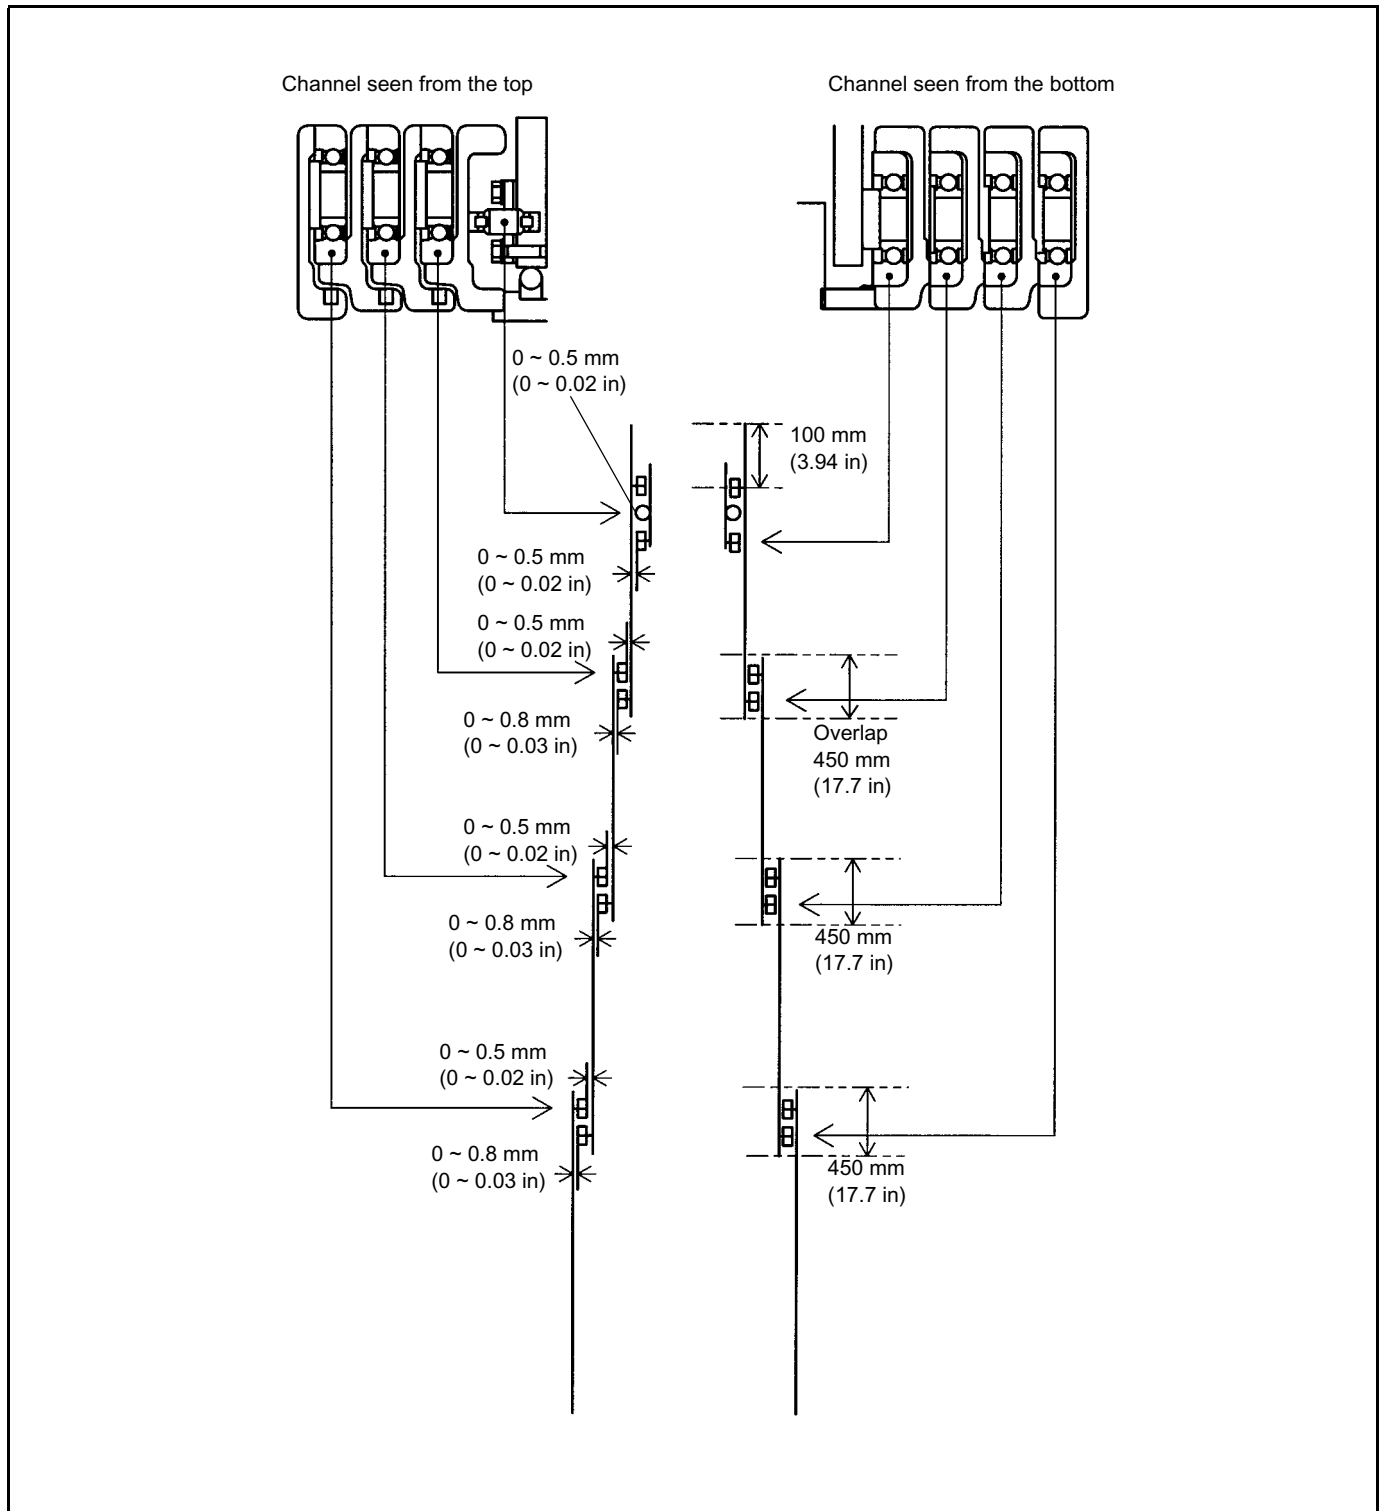 Channel seen from the top
Channel seen from the bottom
0 ~ 0.5 mm
(0 ~ 0.02 in)
100 mm
(3.94 in)
0 ~ 0.5 mm
(0 ~ 0.02 in)
0 ~ 0.5 mm
(0 ~ 0.02 in)
0 ~ 0.8 mm
(0 ~ 0.03 in)
Overlap
450 mm
(17.7 in)
0 ~ 0.5 mm
(0 ~ 0.02 in)
0 ~ 0.8 mm
(0 ~ 0.03 in)
450 mm
(17.7 in)
0 ~ 0.5 mm
(0 ~ 0.02 in)
0 ~ 0.8 mm
(0 ~ 0.03 in)
450 mm
(17.7 in)